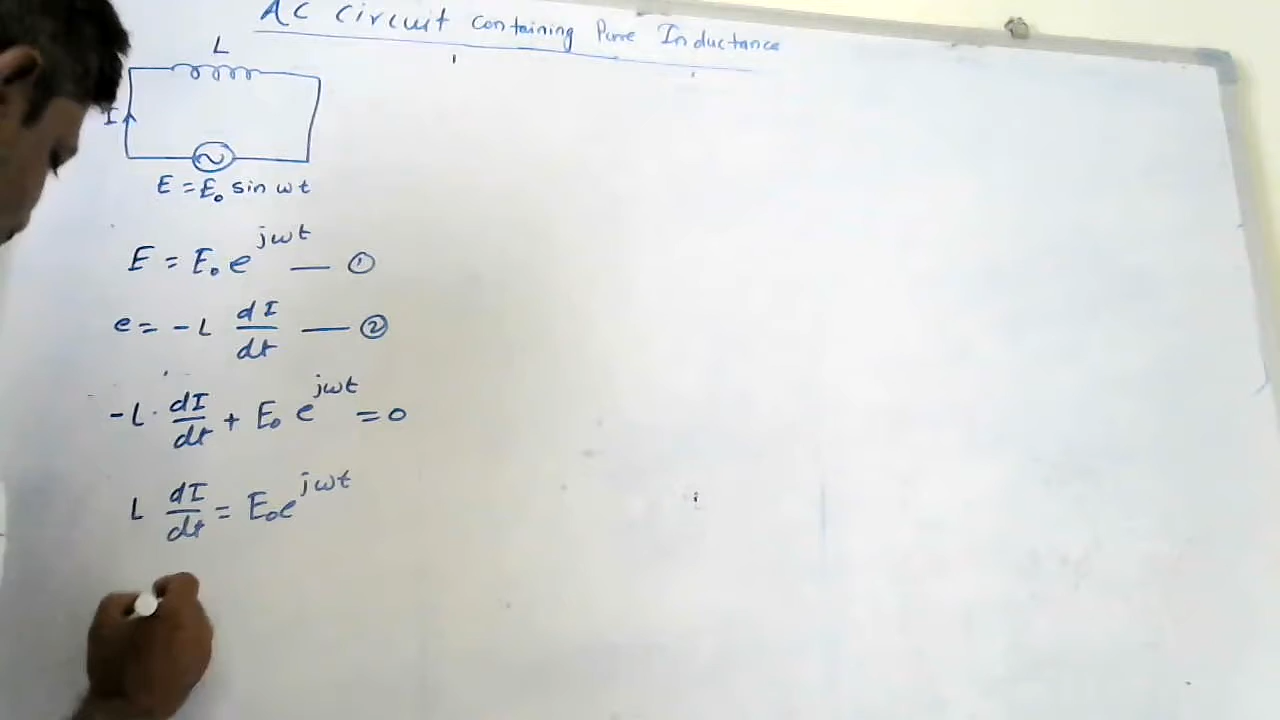 AC Circuit Containing Pure Inductance
L
I
E = E₀ sin ωt
E = E₀ e^jωt — ①
e = -L dI/dt — ②
-L · dI/dt + E₀ e^jωt = 0
L dI/dt = E₀e^jωt